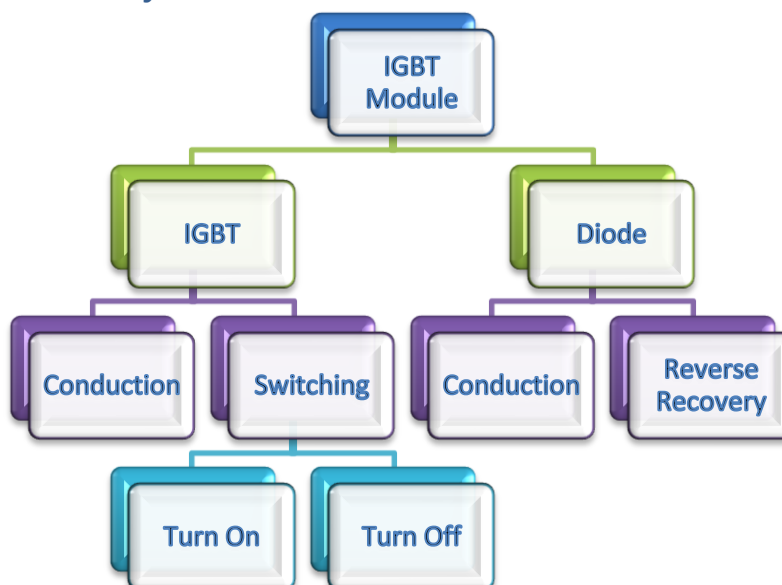 IGBT
Module
IGBT
Diode
Conduction
Switching
Conduction
Reverse
Recovery
Turn On
Turn Off